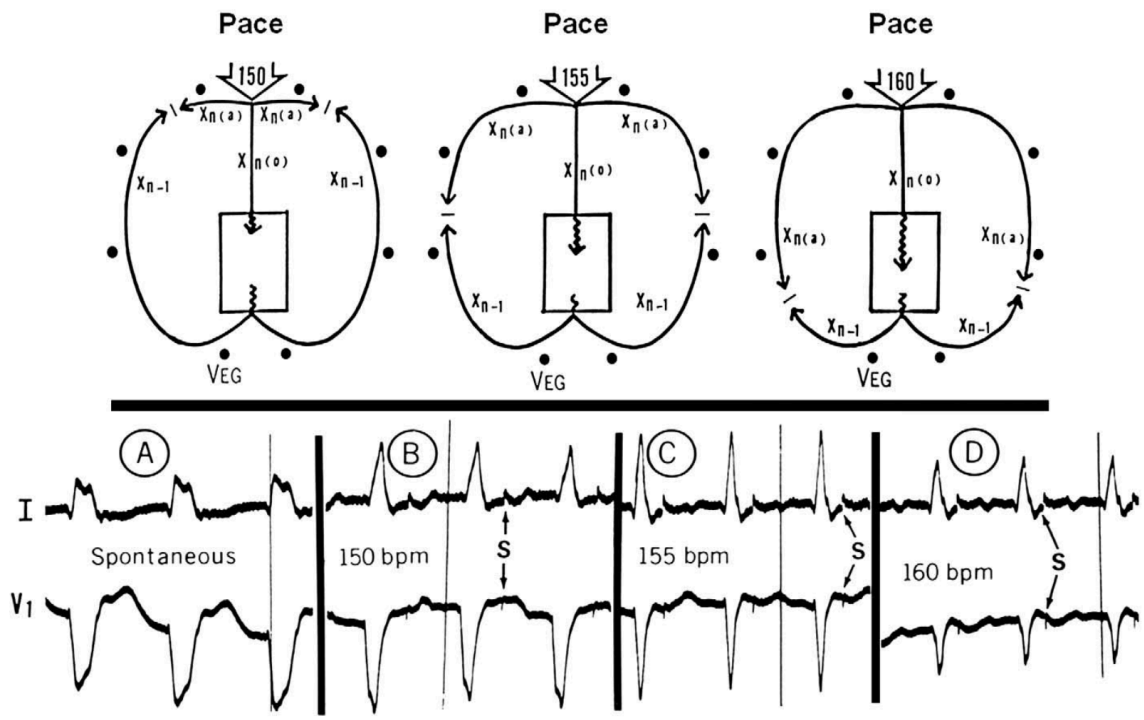 Pace
150
Xn(a) Xn(a)
Xn(o)
Xn-1 Xn-1
VEG
Pace
155
Xn(a) Xn(a)
Xn(o)
Xn-1 Xn-1
VEG
Pace
160
Xn(o)
Xn(a) Xn(a)
Xn-1 Xn-1
VEG
A B C D
I
Spontaneous
150 bpm
S
155 bpm
S
160 bpm
S
V1